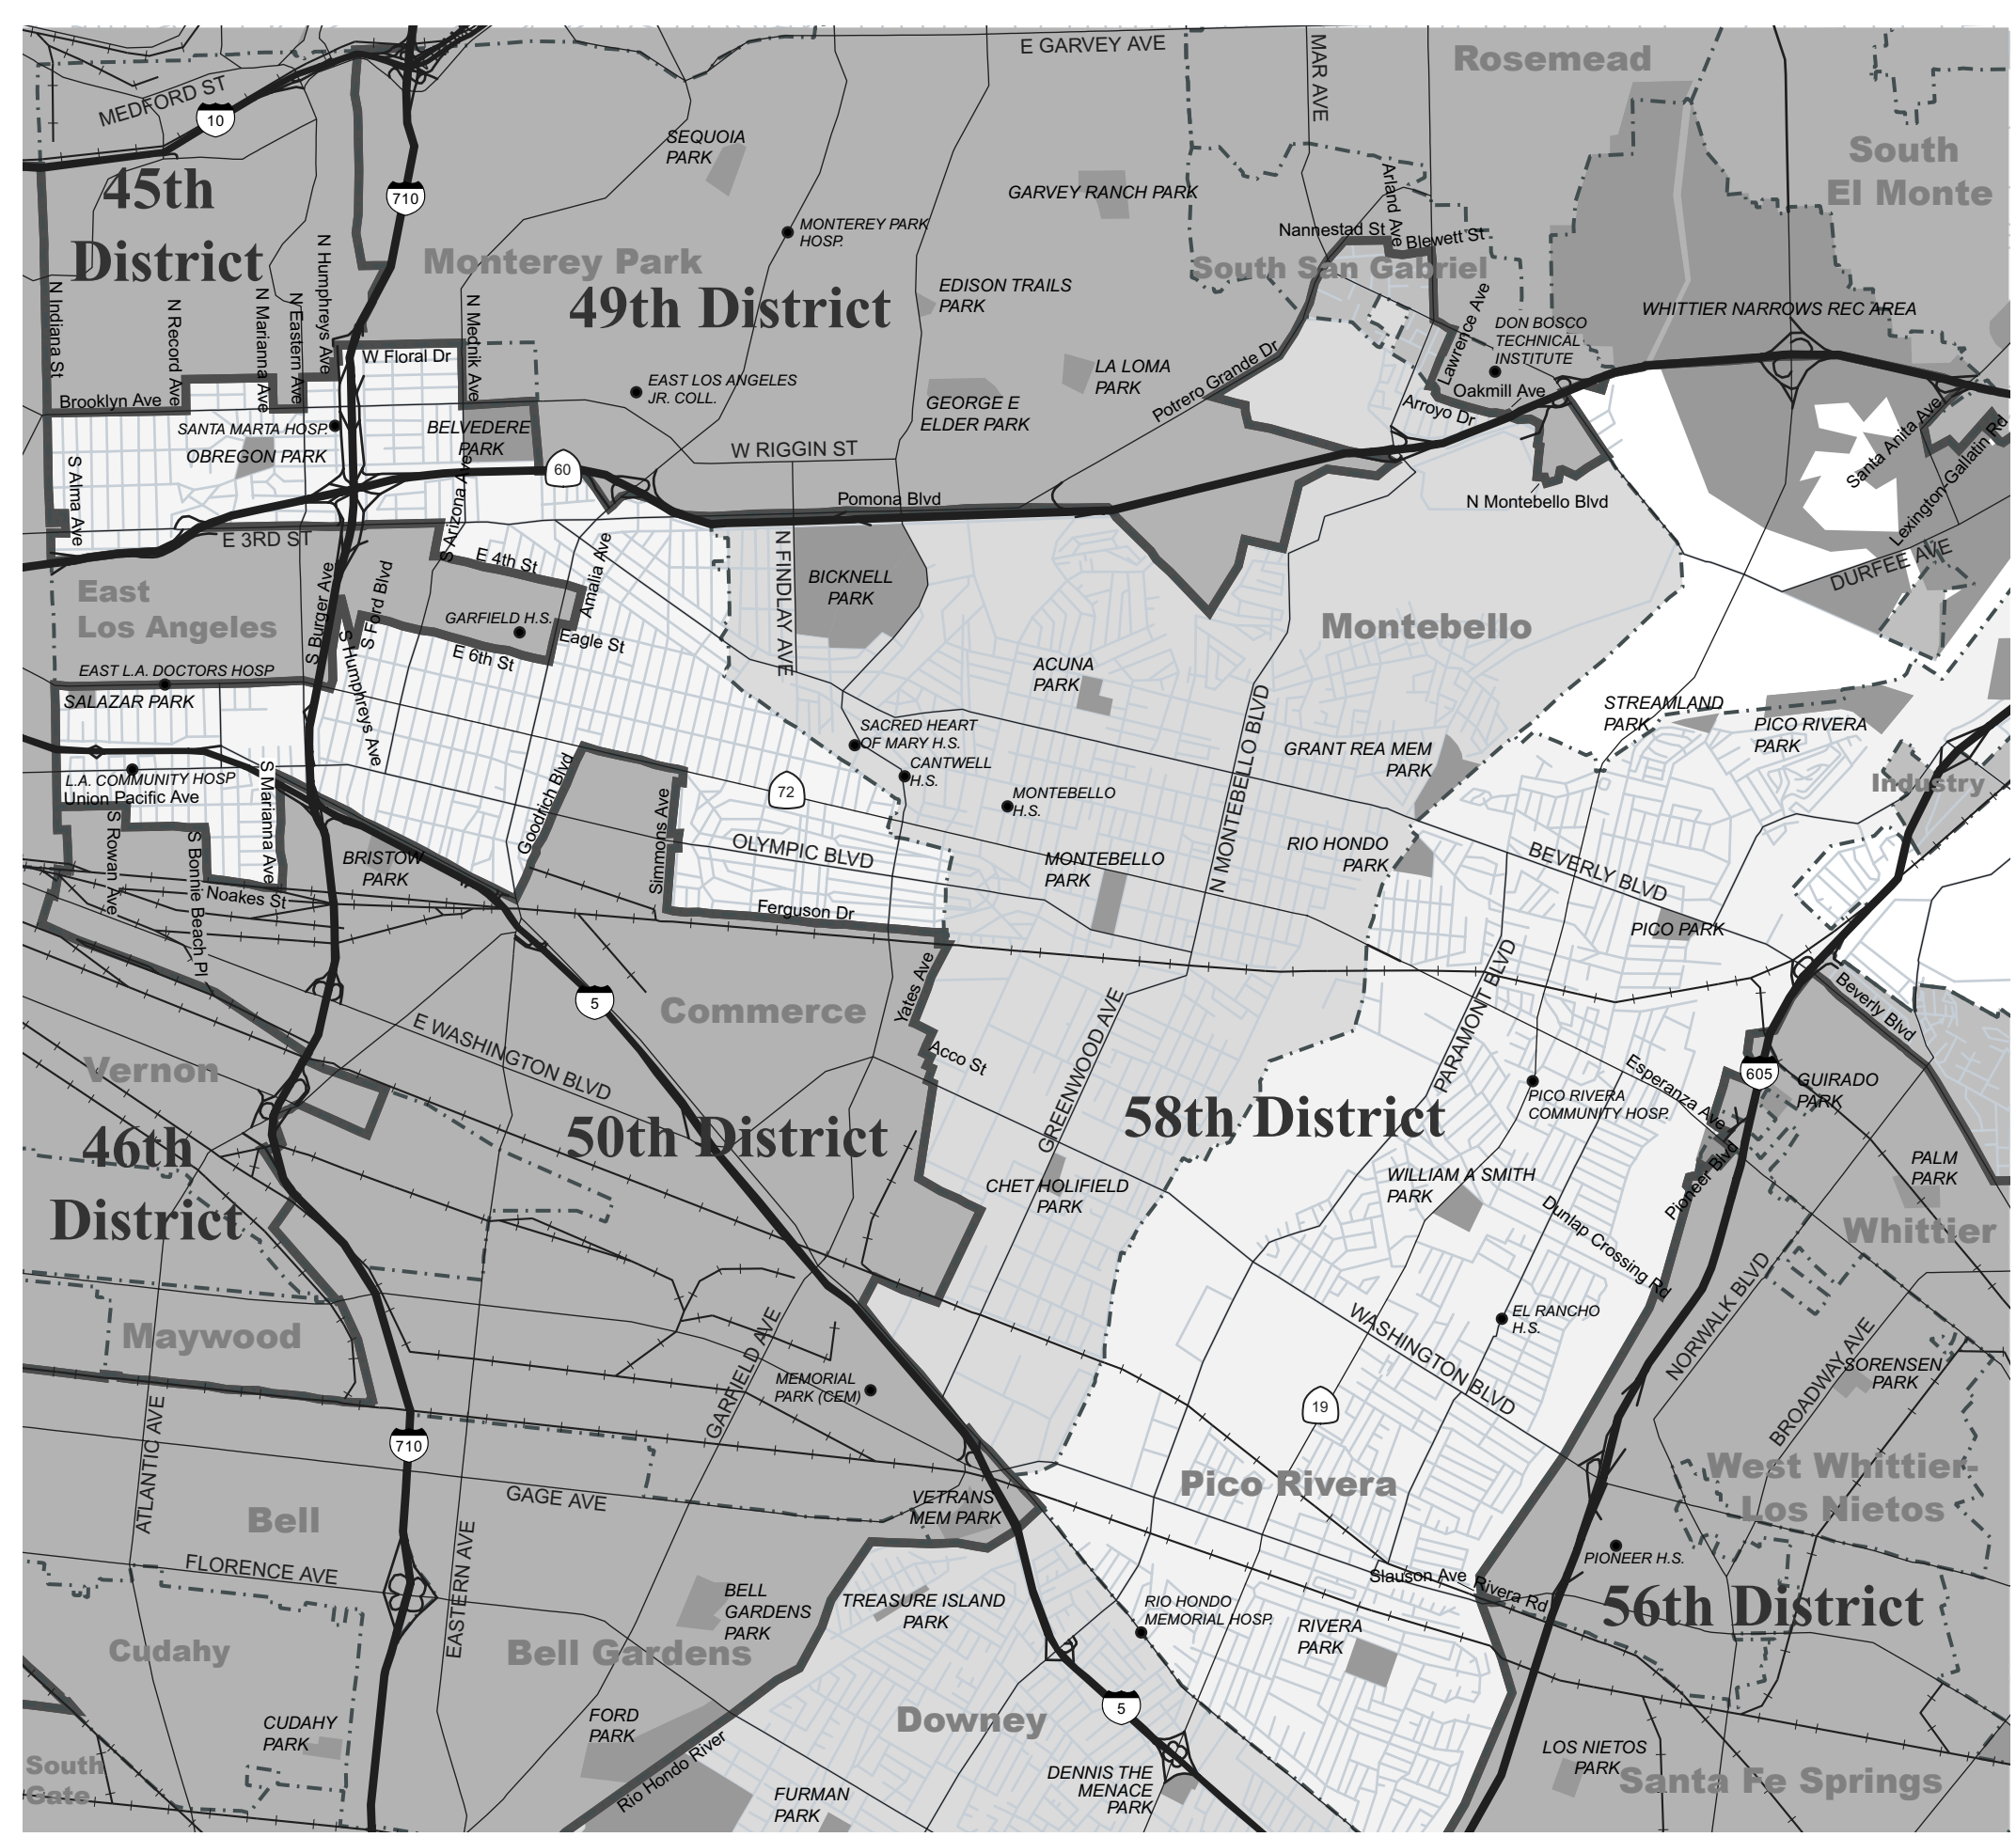 E GARVEY AVE
MAR AVE
Rosemead
MEDFORD ST
10
SEQUOIA
PARK
South
El Monte
45th
District
710
GARVEY RANCH PARK
Arland Ave
MONTEREY PARK
HOSP.
Nannestad St
Blewett St
N Humphreys Ave
Monterey Park
South San Gabriel
49th District
EDISON TRAILS
PARK
N Indiana St
N Record Ave
N Marianna Ave
N Eastern Ave
N Mednik Ave
Lawrence Ave
WHITTIER NARROWS REC AREA
DON BOSCO
TECHNICAL
INSTITUTE
W Floral Dr
Potrero Grande Dr
LA LOMA
PARK
EAST LOS ANGELES
JR. COLL.
Brooklyn Ave
Oakmill Ave
GEORGE E
ELDER PARK
Arroyo Dr
Santa Anita Ave
SANTA MARTA HOSP.
BELVEDERE
PARK
OBREGON PARK
W RIGGIN ST
60
Lexington-Gallatin Rd
S Alma Ave
S Arizona Ave
Pomona Blvd
N Montebello Blvd
E 3RD ST
E 4th St
Amalia Ave
N FINDLAY AVE
DURFEE AVE
East
Los Angeles
BICKNELL
PARK
S Burger Ave
S Ford Blvd
GARFIELD H.S.
Eagle St
Montebello
E 6th St
S Humphreys Ave
EAST L.A. DOCTORS HOSP
SALAZAR PARK
ACUNA
PARK
STREAMLAND
PARK
PICO RIVERA
PARK
SACRED HEART
OF MARY H.S.
N MONTEBELLO BLVD
GRANT REA MEM
PARK
CANTWELL
H.S.
L.A. COMMUNITY HOSP
Union Pacific Ave
S Marianna Ave
72
Industry
MONTEBELLO
H.S.
Goodrich Blvd
Simmons Ave
S Rowan Ave
S Bonnie Beach Pl
BRISTOW
PARK
OLYMPIC BLVD
MONTEBELLO
PARK
RIO HONDO
PARK
BEVERLY BLVD
Noakes St
Ferguson Dr
PICO PARK
5
Commerce
Yates Ave
PARAMONT BLVD
Beverly Blvd
E WASHINGTON BLVD
Acco St
GREENWOOD AVE
Vernon
605
Esperanza Ave
GUIRADO
PARK
PICO RIVERA
COMMUNITY HOSP.
46th
District
50th District
58th District
Pioneer Blvd
PALM
PARK
WILLIAM A SMITH
PARK
CHET HOLIFIELD
PARK
Dunlap Crossing Rd
Whittier
NORWALK BLVD
EL RANCHO
H.S.
Maywood
WASHINGTON BLVD
GARFIELD AVE
BROADWAY AVE
SORENSEN
PARK
MEMORIAL
PARK (CEM)
19
ATLANTIC AVE
710
Pico Rivera
West Whittier-
Los Nietos
GAGE AVE
VETRANS
MEM PARK
Bell
EASTERN AVE
FLORENCE AVE
PIONEER H.S.
Slauson Ave
Rivera Rd
BELL
GARDENS
PARK
TREASURE ISLAND
PARK
RIO HONDO
MEMORIAL HOSP.
56th District
RIVERA
PARK
Cudahy
Bell Gardens
5
Downey
FORD
PARK
CUDAHY
PARK
Rio Hondo River
South
Gate
DENNIS THE
MENACE
PARK
LOS NIETOS
PARK
Santa Fe Springs
FURMAN
PARK